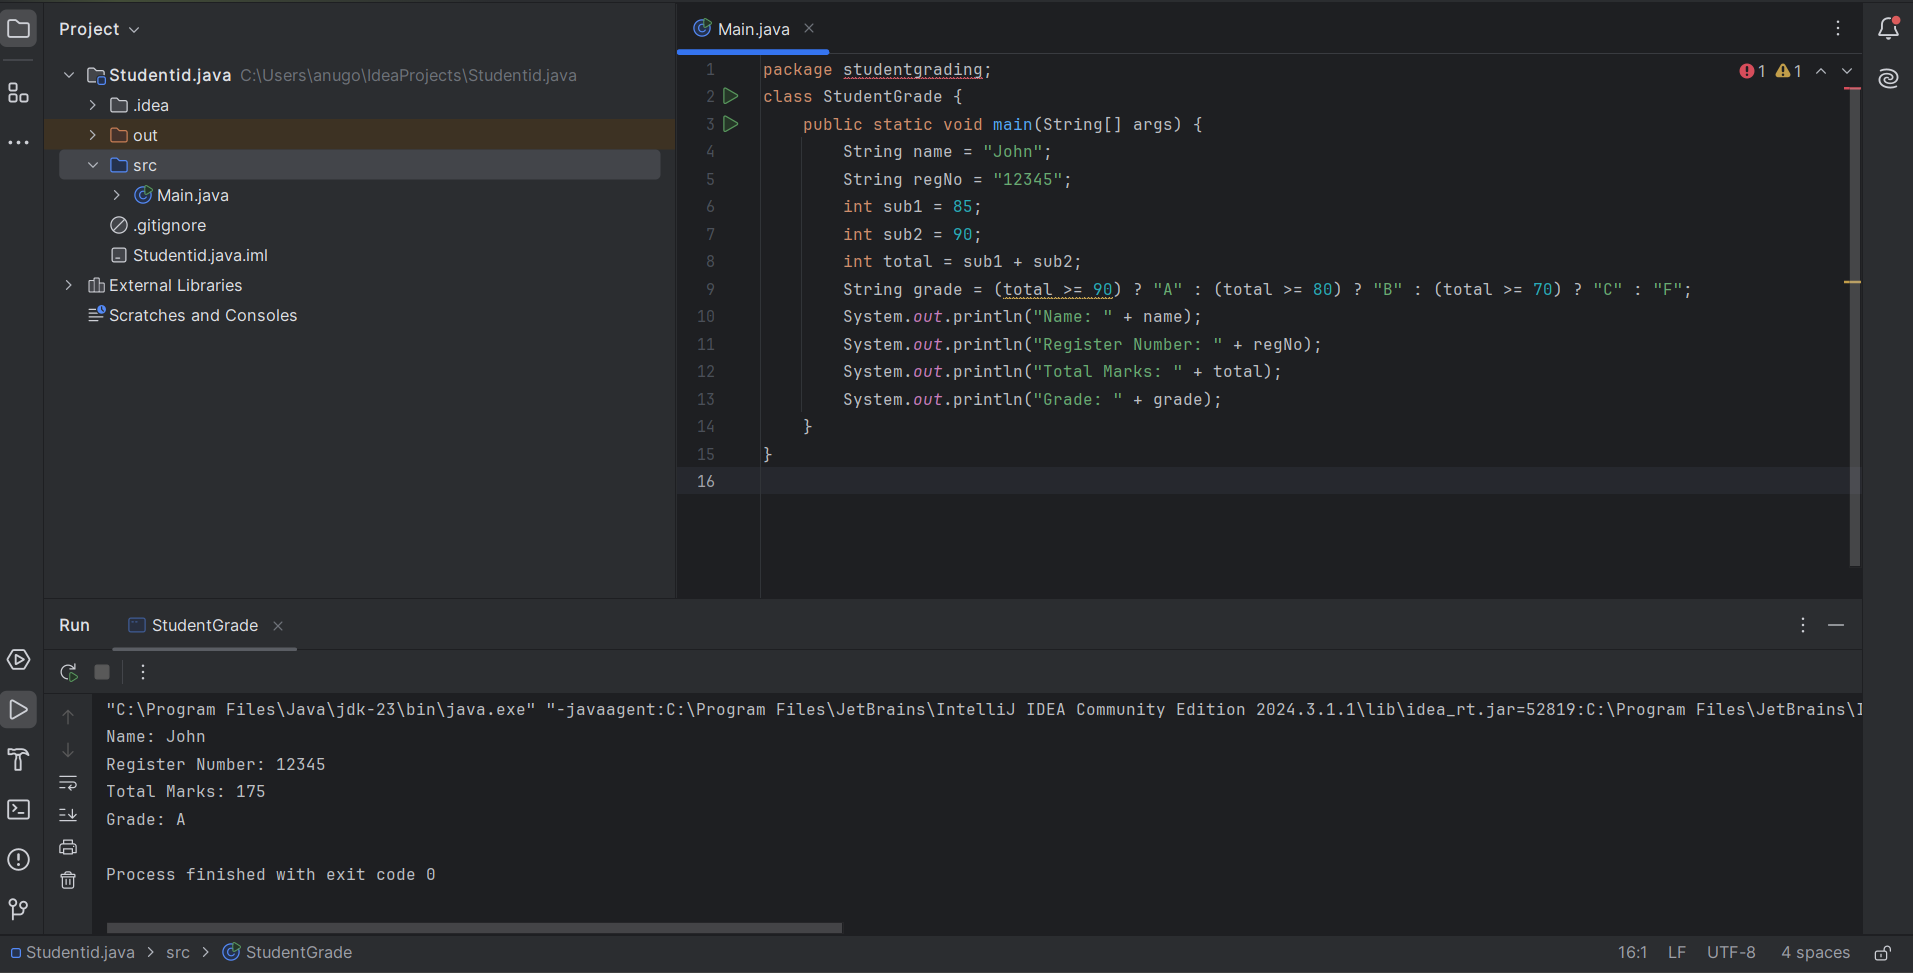 Project
Studentid.java C:\Users\anugo\IdeaProjects\Studentid.java
.idea
out
src
Main.java
.gitignore
Studentid.java.iml
External Libraries
Scratches and Consoles
Main.java
1 1
1 package studentgrading;
2 class StudentGrade {
3 public static void main(String[] args) {
4 String name = "John";
5 String regNo = "12345";
6 int sub1 = 85;
7 int sub2 = 90;
8 int total = sub1 + sub2;
9 String grade = (total >= 90) ? "A" : (total >= 80) ? "B" : (total >= 70) ? "C" : "F";
10 System.out.println("Name: " + name);
11 System.out.println("Register Number: " + regNo);
12 System.out.println("Total Marks: " + total);
13 System.out.println("Grade: " + grade);
14 }
15 }
16
Run StudentGrade
"C:\Program Files\Java\jdk-23\bin\java.exe" "-javaagent:C:\Program Files\JetBrains\IntelliJ IDEA Community Edition 2024.3.1.1\lib\idea_rt.jar=52819:C:\Program Files\JetBrains\I
Name: John
Register Number: 12345
Total Marks: 175
Grade: A
Process finished with exit code 0
Studentid.java > src > StudentGrade 16:1 LF UTF-8 4 spaces